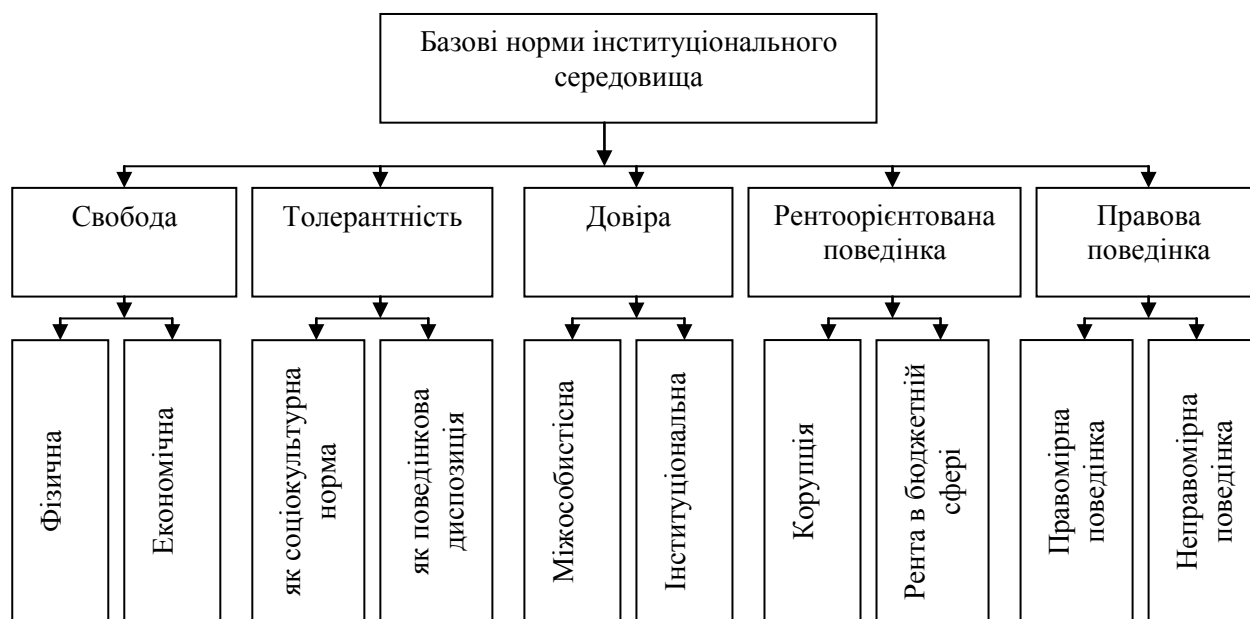 Базові норми інституціонального
середовища
Свобода
Толерантність
Довіра
Рентоорієнтована
поведінка
Правова
поведінка
Фізична
Економічна
як соціокультурна
норма
як поведінкова
диспозиція
Міжособистісна
Інституціональна
Корупція
Рента в бюджетній
сфері
Правомірна
поведінка
Неправомірна
поведінка